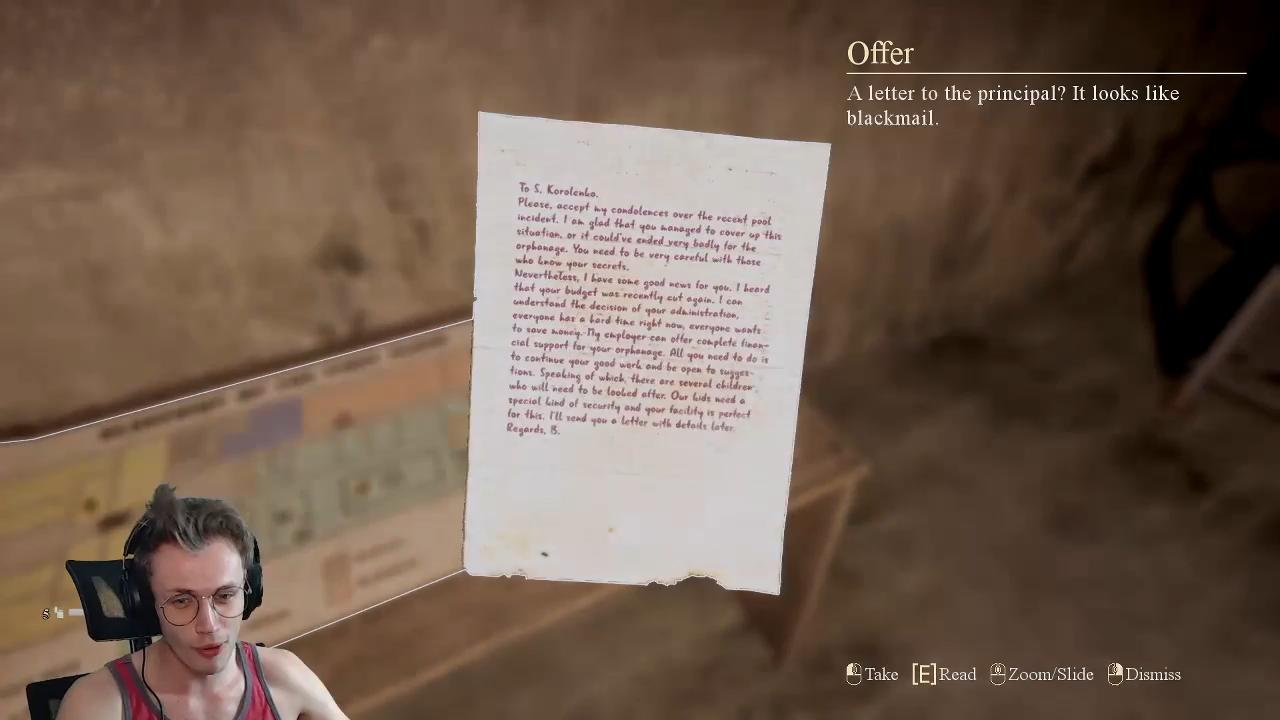 Offer
A letter to the principal? It looks like
blackmail.
To S. Korolenko.
Please, accept my condolences over the recent pool
incident. I am glad that you managed to cover up this
situation, or it could've ended very badly for the
orphanage. You need to be very careful with those
who know your secrets.
Nevertheless, I have some good news for you. I heard
that your budget was recently cut again. I can
understand the decision of your administration,
everyone has a hard time right now, everyone wants
to save money. My employer can offer complete finan-
cial support for your orphanage. All you need to do is
to continue your good work and be open to sugges-
tions. Speaking of which, there are several children
who will need to be looked after. Our kids need a
special kind of security and your facility is perfect
for this. I'll send you a letter with details later.
Regards, B.
Take [E]Read Zoom/Slide Dismiss